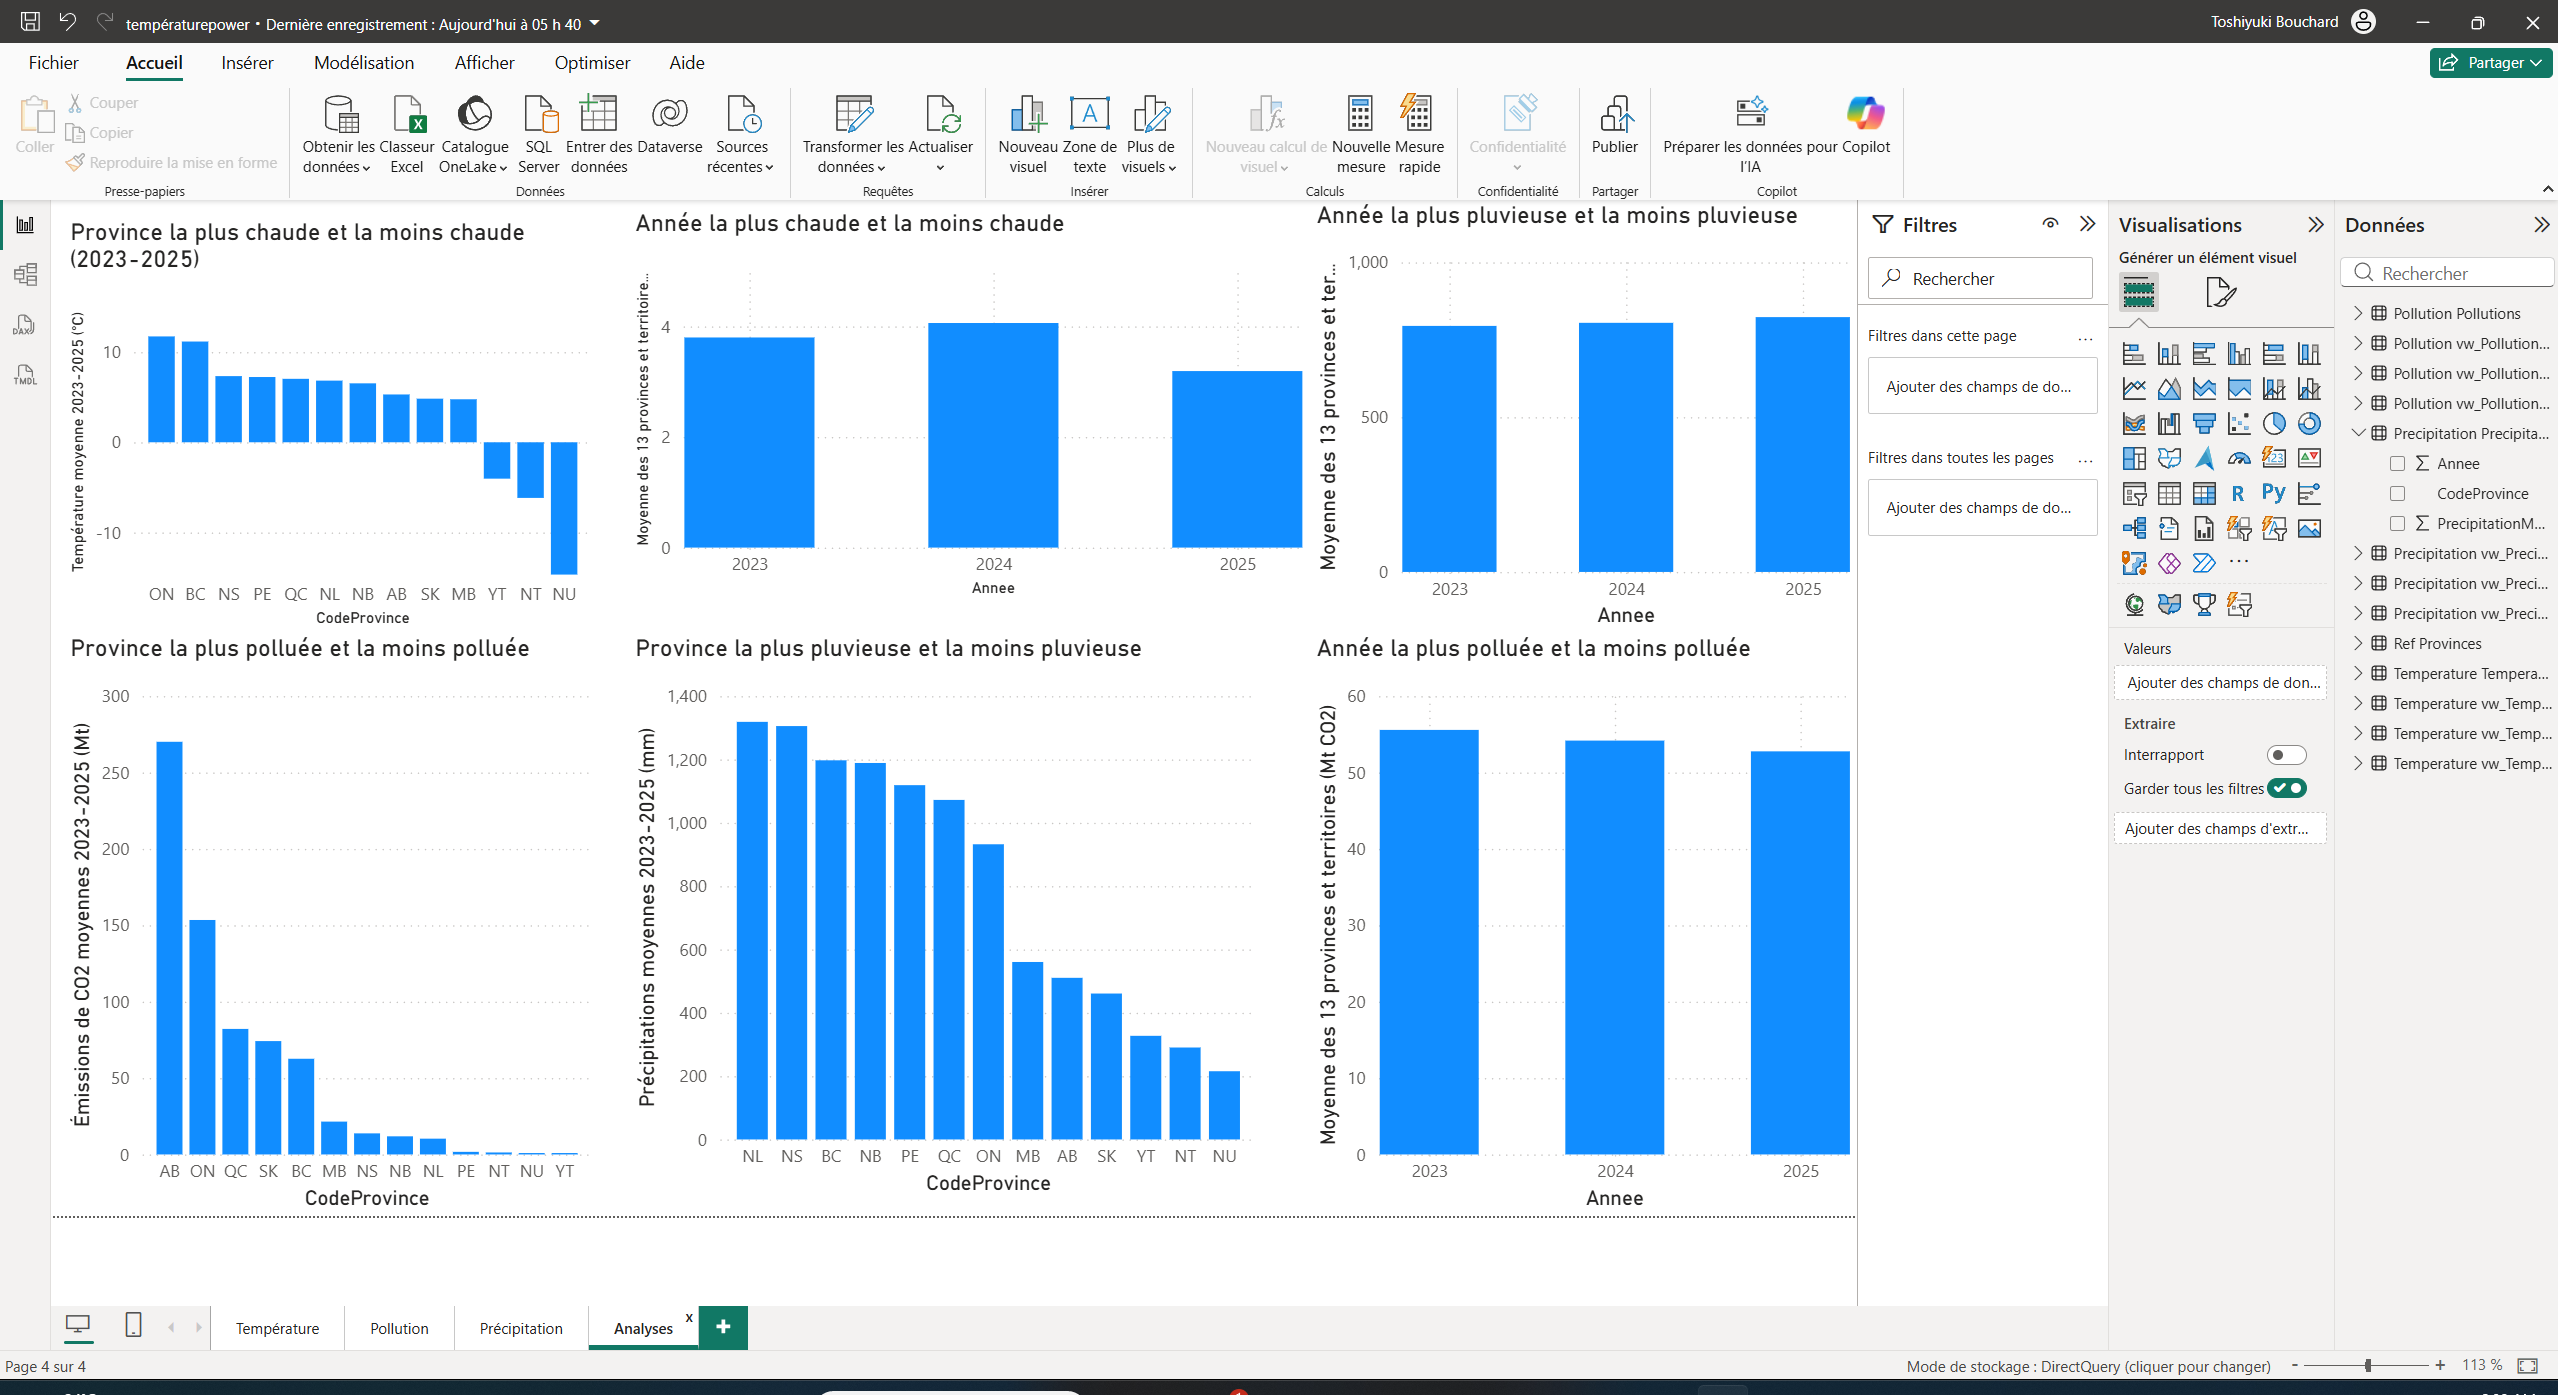 températurepower • Dernière enregistrement : Aujourd'hui à 05 h 40
Toshiyuki Bouchard
Fichier
Accueil
Insérer
Modélisation
Afficher
Optimiser
Aide
Partager
Coller
Couper
Copier
Reproduire la mise en forme
Presse-papiers
Obtenir les données
Classeur Excel
Catalogue OneLake
SQL Server
Entrer des données
Dataverse
Sources récentes
Données
Transformer les données
Actualiser
Requêtes
Nouveau visuel
Zone de texte
Plus de visuels
Insérer
Nouveau calcul de visuel
Nouvelle mesure
Mesure rapide
Calculs
Confidentialité
Confidentialité
Publier
Partager
Préparer les données pour l'IA
Copilot
Copilot
DAX
TMDL
Province la plus chaude et la moins chaude
(2023-2025)
Température moyenne 2023-2025 (°C)
10
0
-10
ON BC NS PE QC NL NB AB SK MB YT NT NU
CodeProvince
Année la plus chaude et la moins chaude
Moyenne des 13 provinces et territoire...
4
2
0
2023 2024 2025
Annee
Année la plus pluvieuse et la moins pluvieuse
Moyenne des 13 provinces et ter...
1,000
500
0
2023 2024 2025
Annee
Province la plus polluée et la moins polluée
Émissions de CO2 moyennes 2023-2025 (Mt)
300
250
200
150
100
50
0
AB ON QC SK BC MB NS NB NL PE NT NU YT
CodeProvince
Province la plus pluvieuse et la moins pluvieuse
Précipitations moyennes 2023-2025 (mm)
1,400
1,200
1,000
800
600
400
200
0
NL NS BC NB PE QC ON MB AB SK YT NT NU
CodeProvince
Année la plus polluée et la moins polluée
Moyenne des 13 provinces et territoires (Mt CO2)
60
50
40
30
20
10
0
2023 2024 2025
Annee
Filtres
Rechercher
Filtres dans cette page
...
Ajouter des champs de do...
Filtres dans toutes les pages
...
Ajouter des champs de do...
Visualisations
Générer un élément visuel
123
R
Py
...
Valeurs
Ajouter des champs de don...
Extraire
Interrapport
Garder tous les filtres
Ajouter des champs d'extr...
Données
Rechercher
Pollution Pollutions
Pollution vw_Pollution...
Pollution vw_Pollution...
Pollution vw_Pollution...
Precipitation Precipita...
Annee
CodeProvince
PrecipitationM...
Precipitation vw_Preci...
Precipitation vw_Preci...
Precipitation vw_Preci...
Ref Provinces
Temperature Tempera...
Temperature vw_Temp...
Temperature vw_Temp...
Temperature vw_Temp...
Température
Pollution
Précipitation
Analyses
x
Page 4 sur 4
Mode de stockage : DirectQuery (cliquer pour changer)
- + 113 %